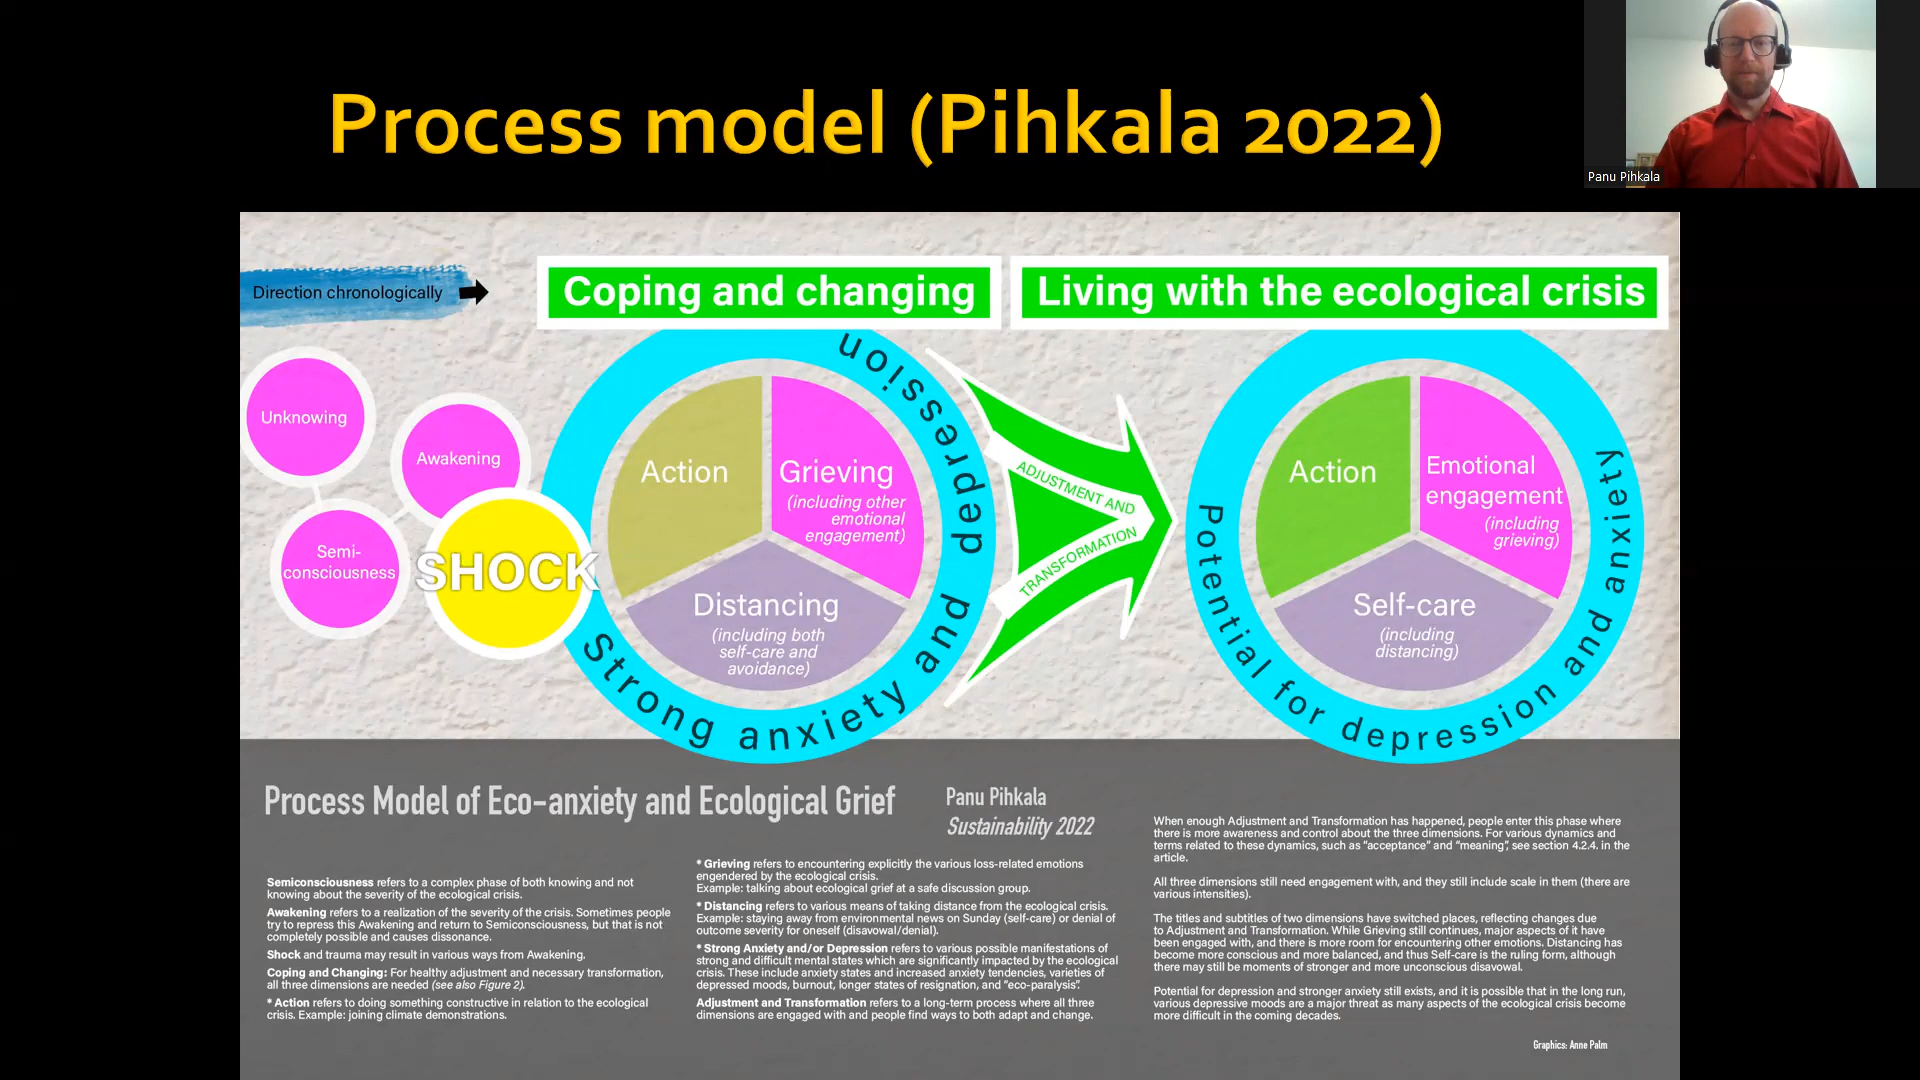 Process model (Pihkala 2022)
Panu Pihkala
Direction chronologically
Coping and changing
Living with the ecological crisis
Unknowing
Semi-
consciousness
Awakening
SHOCK
Action
Grieving
(including other
emotional
engagement)
Distancing
(including both
self-care and
avoidance)
Strong anxiety and depression
ADJUSTMENT AND
TRANSFORMATION
Action
Emotional
engagement
(including
grieving)
Self-care
(including
distancing)
Potential for depression and anxiety
Process Model of Eco-anxiety and Ecological Grief
Panu Pihkala
Sustainability 2022
Semiconsciousness refers to a complex phase of both knowing and not
knowing about the severity of the ecological crisis.
Awakening refers to a realization of the severity of the crisis. Sometimes people
try to repress this Awakening and return to Semiconsciousness, but that is not
completely possible and causes dissonance.
Shock and trauma may result in various ways from Awakening.
Coping and Changing: For healthy adjustment and necessary transformation,
all three dimensions are needed (see also Figure 2).
* Action refers to doing something constructive in relation to the ecological
crisis. Example: joining climate demonstrations.
* Grieving refers to encountering explicitly the various loss-related emotions
engendered by the ecological crisis.
Example: talking about ecological grief at a safe discussion group.
* Distancing refers to various means of taking distance from the ecological crisis.
Example: staying away from environmental news on Sunday (self-care) or denial of
outcome severity for oneself (disavowal/denial).
* Strong Anxiety and/or Depression refers to various possible manifestations of
strong and difficult mental states which are significantly impacted by the ecological
crisis. These include anxiety states and increased anxiety tendencies, varieties of
depressed moods, burnout, longer states of resignation, and "eco-paralysis".
Adjustment and Transformation refers to a long-term process where all three
dimensions are engaged with and people find ways to both adapt and change.
When enough Adjustment and Transformation has happened, people enter this phase where
there is more awareness and control about the three dimensions. For various dynamics and
terms related to these dynamics, such as "acceptance" and "meaning", see section 4.2.4. in the
article.
All three dimensions still need engagement with, and they still include scale in them (there are
various intensities).
The titles and subtitles of two dimensions have switched places, reflecting changes due
to Adjustment and Transformation. While Grieving still continues, major aspects of it have
been engaged with, and there is more room for encountering other emotions. Distancing has
become more conscious and more balanced, and thus Self-care is the ruling form, although
there may still be moments of stronger and more unconscious disavowal.
Potential for depression and stronger anxiety still exists, and it is possible that in the long run,
various depressive moods are a major threat as many aspects of the ecological crisis become
more difficult in the coming decades.
Graphics: Anne Palm